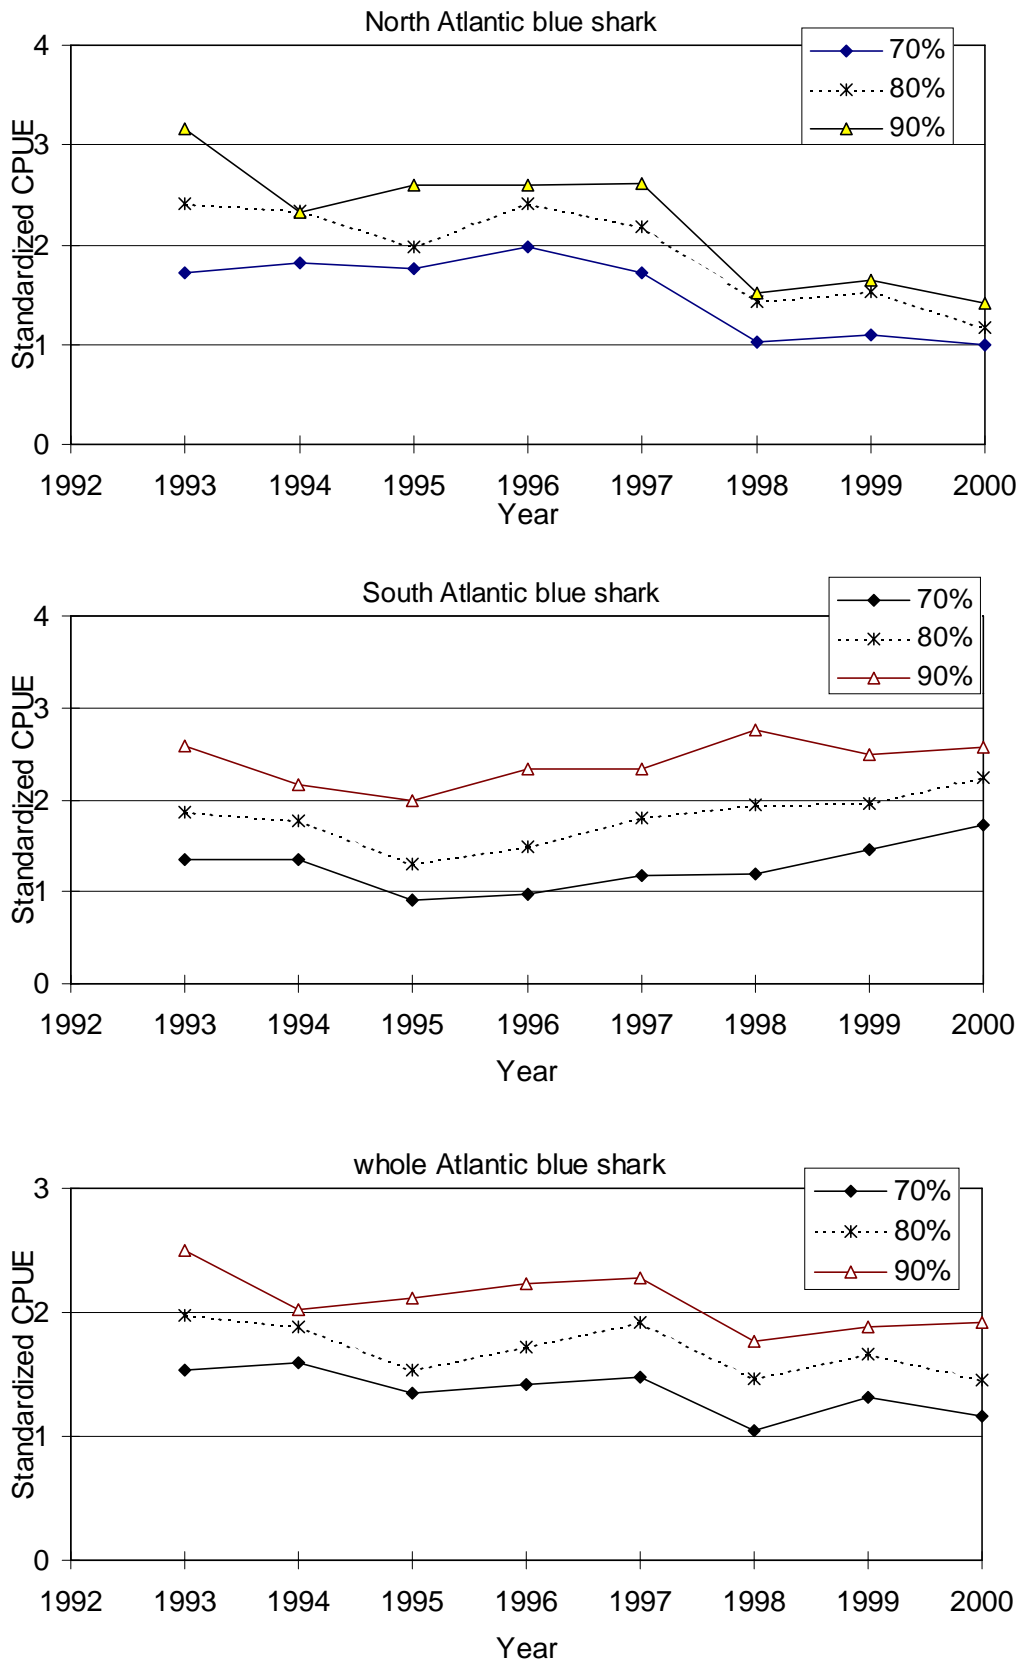 North Atlantic blue shark
70%
80%
90%
Standardized CPUE
4
3
2
1
0
1992 1993 1994 1995 1996 1997 1998 1999 2000
Year
South Atlantic blue shark
70%
80%
90%
Standardized CPUE
4
3
2
1
0
1992 1993 1994 1995 1996 1997 1998 1999 2000
Year
whole Atlantic blue shark
70%
80%
90%
Standardized CPUE
3
2
1
0
1992 1993 1994 1995 1996 1997 1998 1999 2000
Year